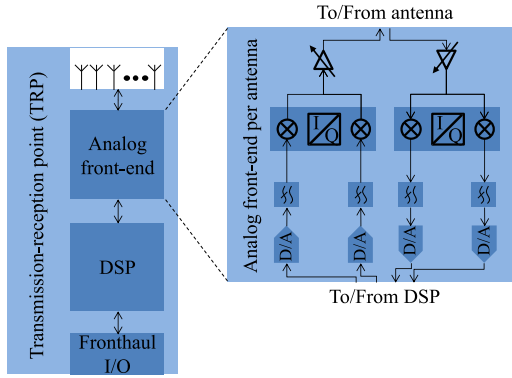 To/From antenna
Transmission-reception point (TRP)
Analog
front-end
DSP
Fronthaul
I/O
Analog front-end per antenna
I
Q
I
Q
D/A
D/A
D/A
D/A
To/From DSP